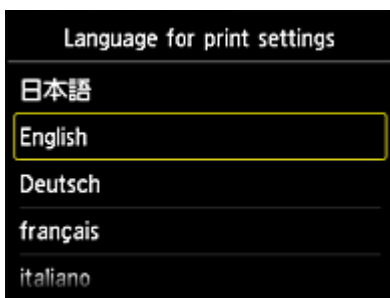 Language for print settings
日本語
English
Deutsch
français
italiano